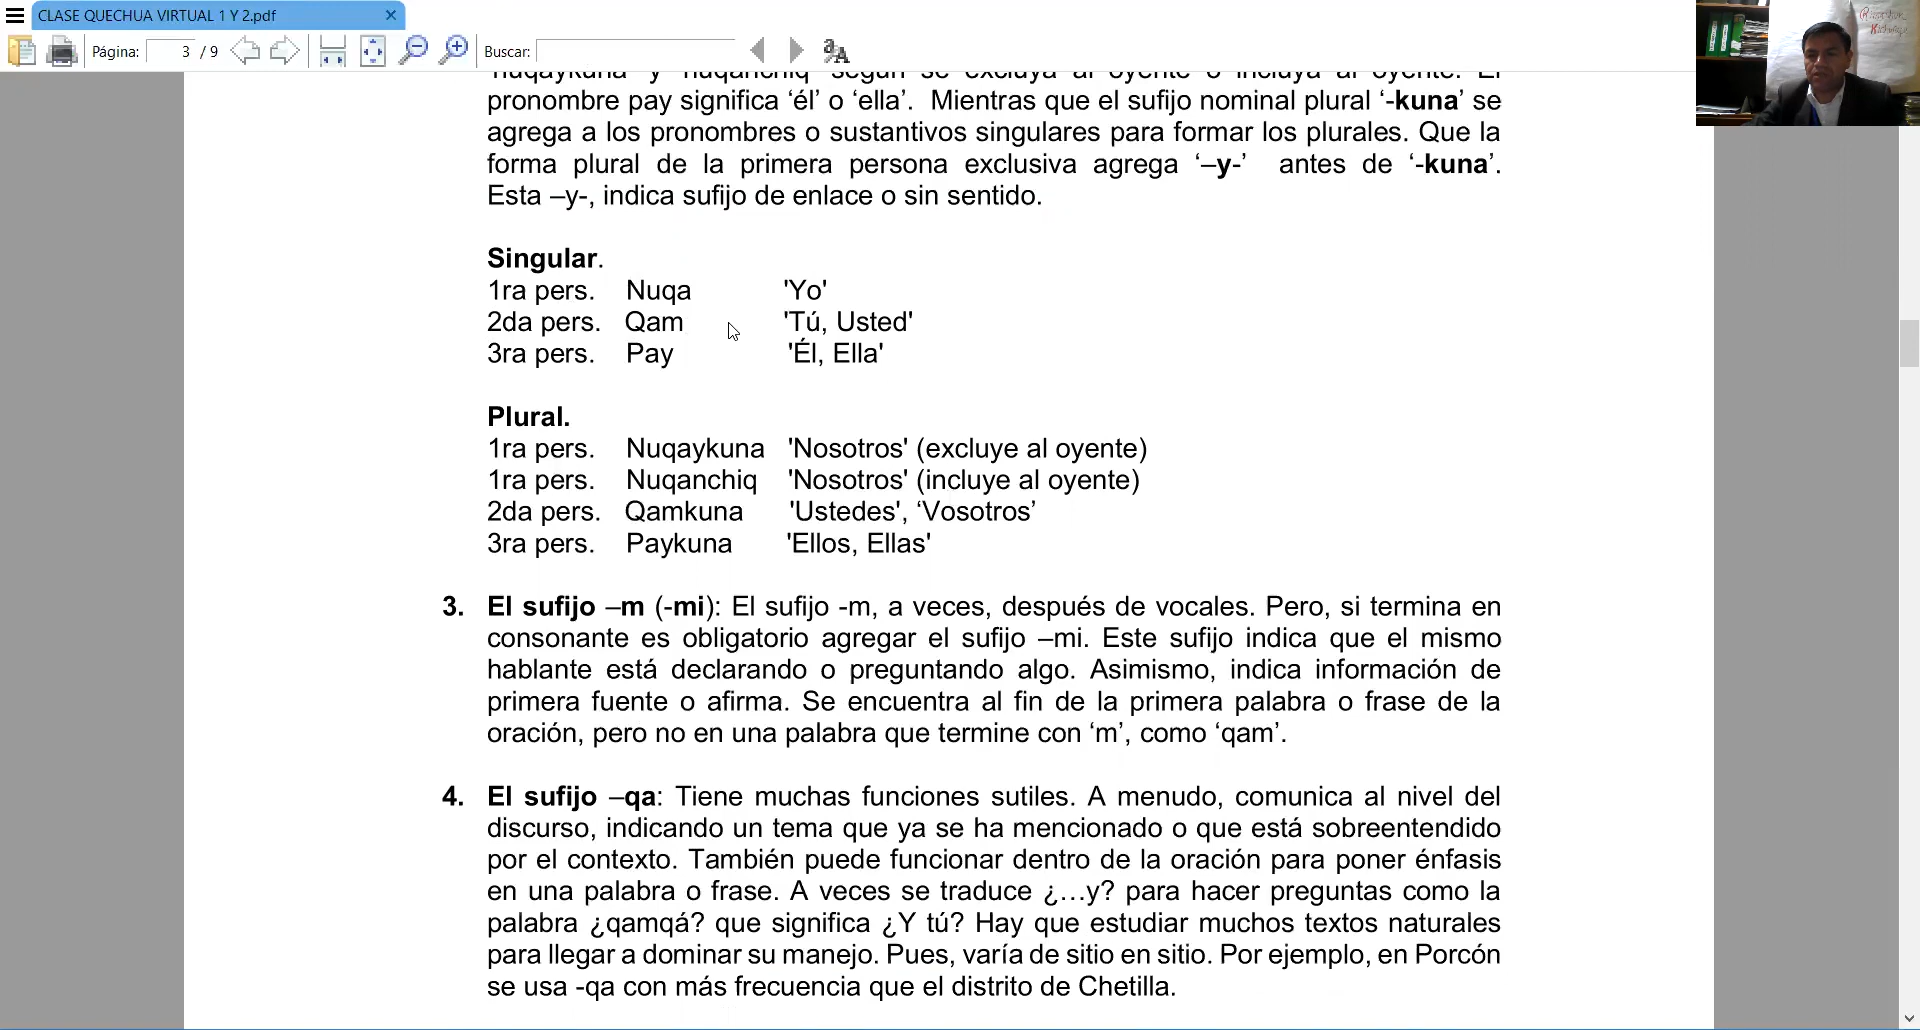 CLASE QUECHUA VIRTUAL 1 Y 2.pdf
Página: 3 / 9 Buscar:
'nuqaykuna' y 'nuqanchiq' según se excluya al oyente o incluya al oyente. El
pronombre pay significa ‘él’ o ‘ella’. Mientras que el sufijo nominal plural ‘-kuna’ se
agrega a los pronombres o sustantivos singulares para formar los plurales. Que la
forma plural de la primera persona exclusiva agrega ‘–y-’ antes de ‘-kuna’.
Esta –y-, indica sufijo de enlace o sin sentido.
Singular.
1ra pers. Nuqa 'Yo'
2da pers. Qam 'Tú, Usted'
3ra pers. Pay 'Él, Ella'
Plural.
1ra pers. Nuqaykuna 'Nosotros' (excluye al oyente)
1ra pers. Nuqanchiq 'Nosotros' (incluye al oyente)
2da pers. Qamkuna 'Ustedes', ‘Vosotros’
3ra pers. Paykuna 'Ellos, Ellas'
3. El sufijo –m (-mi): El sufijo -m, a veces, después de vocales. Pero, si termina en
consonante es obligatorio agregar el sufijo –mi. Este sufijo indica que el mismo
hablante está declarando o preguntando algo. Asimismo, indica información de
primera fuente o afirma. Se encuentra al fin de la primera palabra o frase de la
oración, pero no en una palabra que termine con ‘m’, como ‘qam’.
4. El sufijo –qa: Tiene muchas funciones sutiles. A menudo, comunica al nivel del
discurso, indicando un tema que ya se ha mencionado o que está sobreentendido
por el contexto. También puede funcionar dentro de la oración para poner énfasis
en una palabra o frase. A veces se traduce ¿…y? para hacer preguntas como la
palabra ¿qamqá? que significa ¿Y tú? Hay que estudiar muchos textos naturales
para llegar a dominar su manejo. Pues, varía de sitio en sitio. Por ejemplo, en Porcón
se usa -qa con más frecuencia que el distrito de Chetilla.